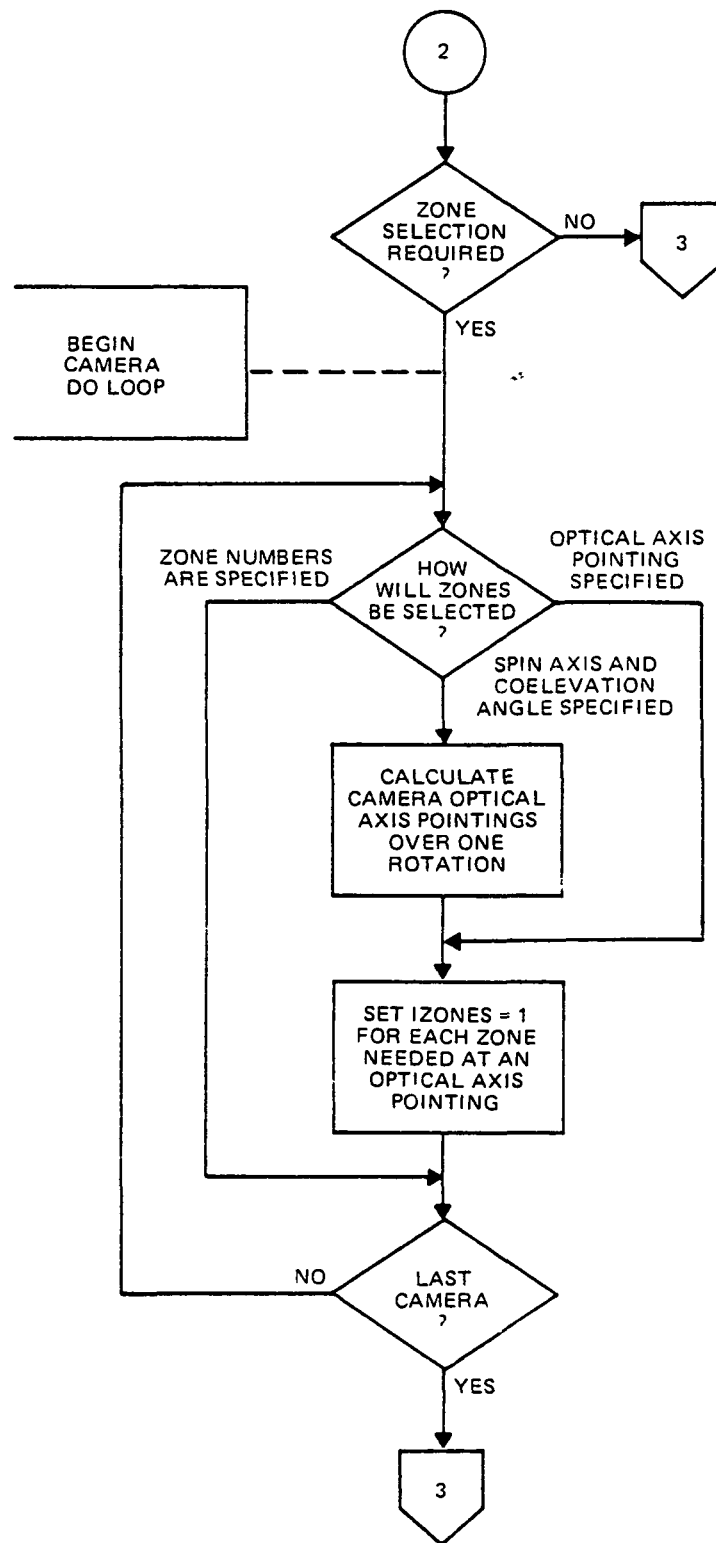 2
ZONE
SELECTION
REQUIRED
?
NO
3
YES
BEGIN
CAMERA
DO LOOP
ZONE NUMBERS
ARE SPECIFIED
HOW
WILL ZONES
BE SELECTED
?
OPTICAL AXIS
POINTING
SPECIFIED
SPIN AXIS AND
COELEVATION
ANGLE SPECIFIED
CALCULATE
CAMERA OPTICAL
AXIS POINTINGS
OVER ONE
ROTATION
SET IZONES = 1
FOR EACH ZONE
NEEDED AT AN
OPTICAL AXIS
POINTING
NO
LAST
CAMERA
?
YES
3